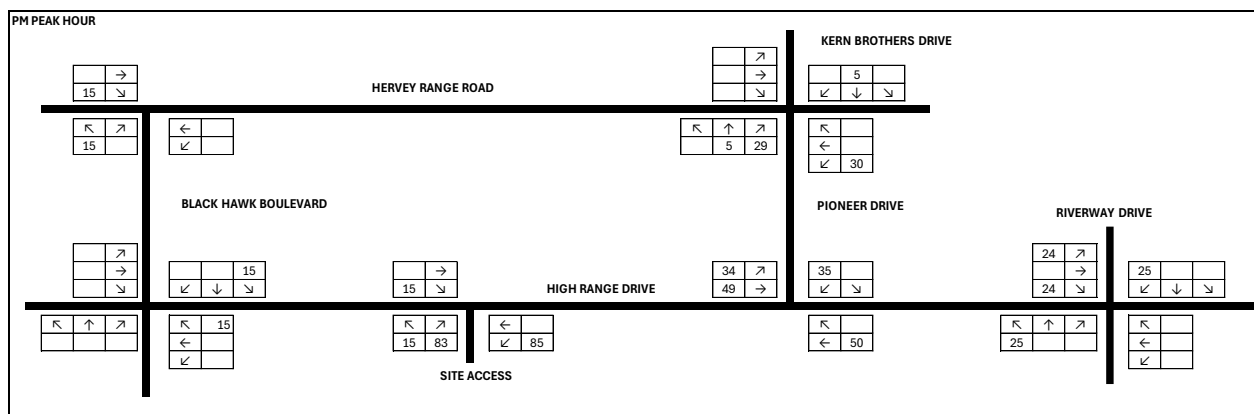 PM PEAK HOUR
KERN BROTHERS DRIVE
↗
→
→ 5
15 ↘ HERVEY RANGE ROAD ↘ ↙ ↓ ↘
↖ ↗ ← ↖ ↑ ↗ ↖
15 ↙ 5 29 ←
↙ 30
BLACK HAWK BOULEVARD PIONEER DRIVE
RIVERWAY DRIVE
↗ 24 ↗
→ 15 → 34 ↗ 35 → 25
↘ ↙ ↓ ↘ 15 ↘ HIGH RANGE DRIVE 49 → ↙ ↘ 24 ↘ ↙ ↓ ↘
↖ ↑ ↗ ↖ 15 ↖ ↗ ← ↖ ↖ ↑ ↗ ↖
← 15 83 ↙ 85 ← 50 25 ←
↙ ↙
SITE ACCESS